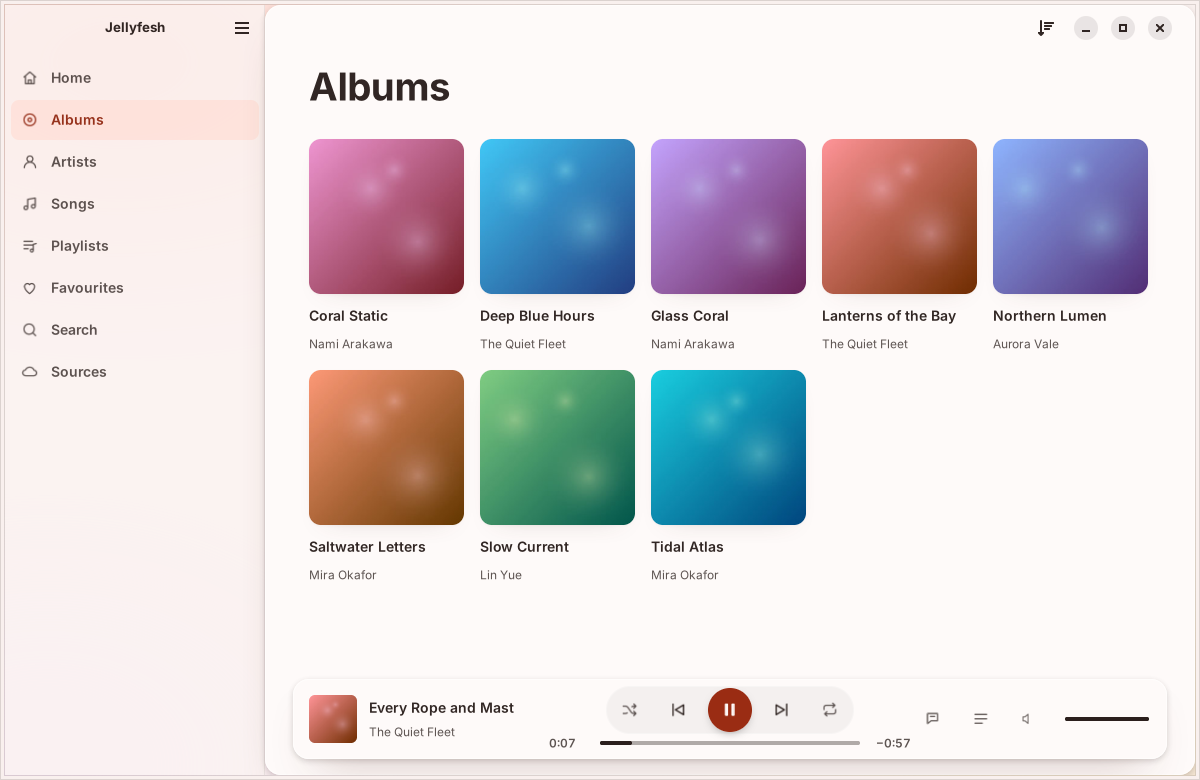 Jellyfesh
Home
Albums
Artists
Songs
Playlists
Favourites
Search
Sources
Albums
Coral Static
Nami Arakawa
Deep Blue Hours
The Quiet Fleet
Glass Coral
Nami Arakawa
Lanterns of the Bay
The Quiet Fleet
Northern Lumen
Aurora Vale
Saltwater Letters
Mira Okafor
Slow Current
Lin Yue
Tidal Atlas
Mira Okafor
Every Rope and Mast
The Quiet Fleet
0:07
−0:57